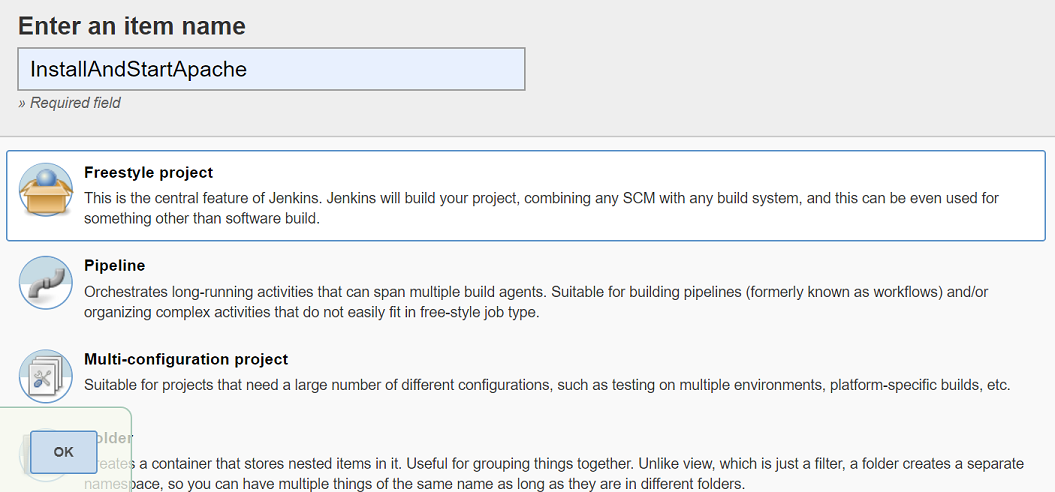 Enter an item name
InstallAndStartApache
» Required field
Freestyle project
This is the central feature of Jenkins. Jenkins will build your project, combining any SCM with any build system, and this can be even used for
something other than software build.
Pipeline
Orchestrates long-running activities that can span multiple build agents. Suitable for building pipelines (formerly known as workflows) and/or
organizing complex activities that do not easily fit in free-style job type.
Multi-configuration project
Suitable for projects that need a large number of different configurations, such as testing on multiple environments, platform-specific builds, etc.
Folder
Creates a container that stores nested items in it. Useful for grouping things together. Unlike view, which is just a filter, a folder creates a separate
namespace, so you can have multiple things of the same name as long as they are in different folders.
OK